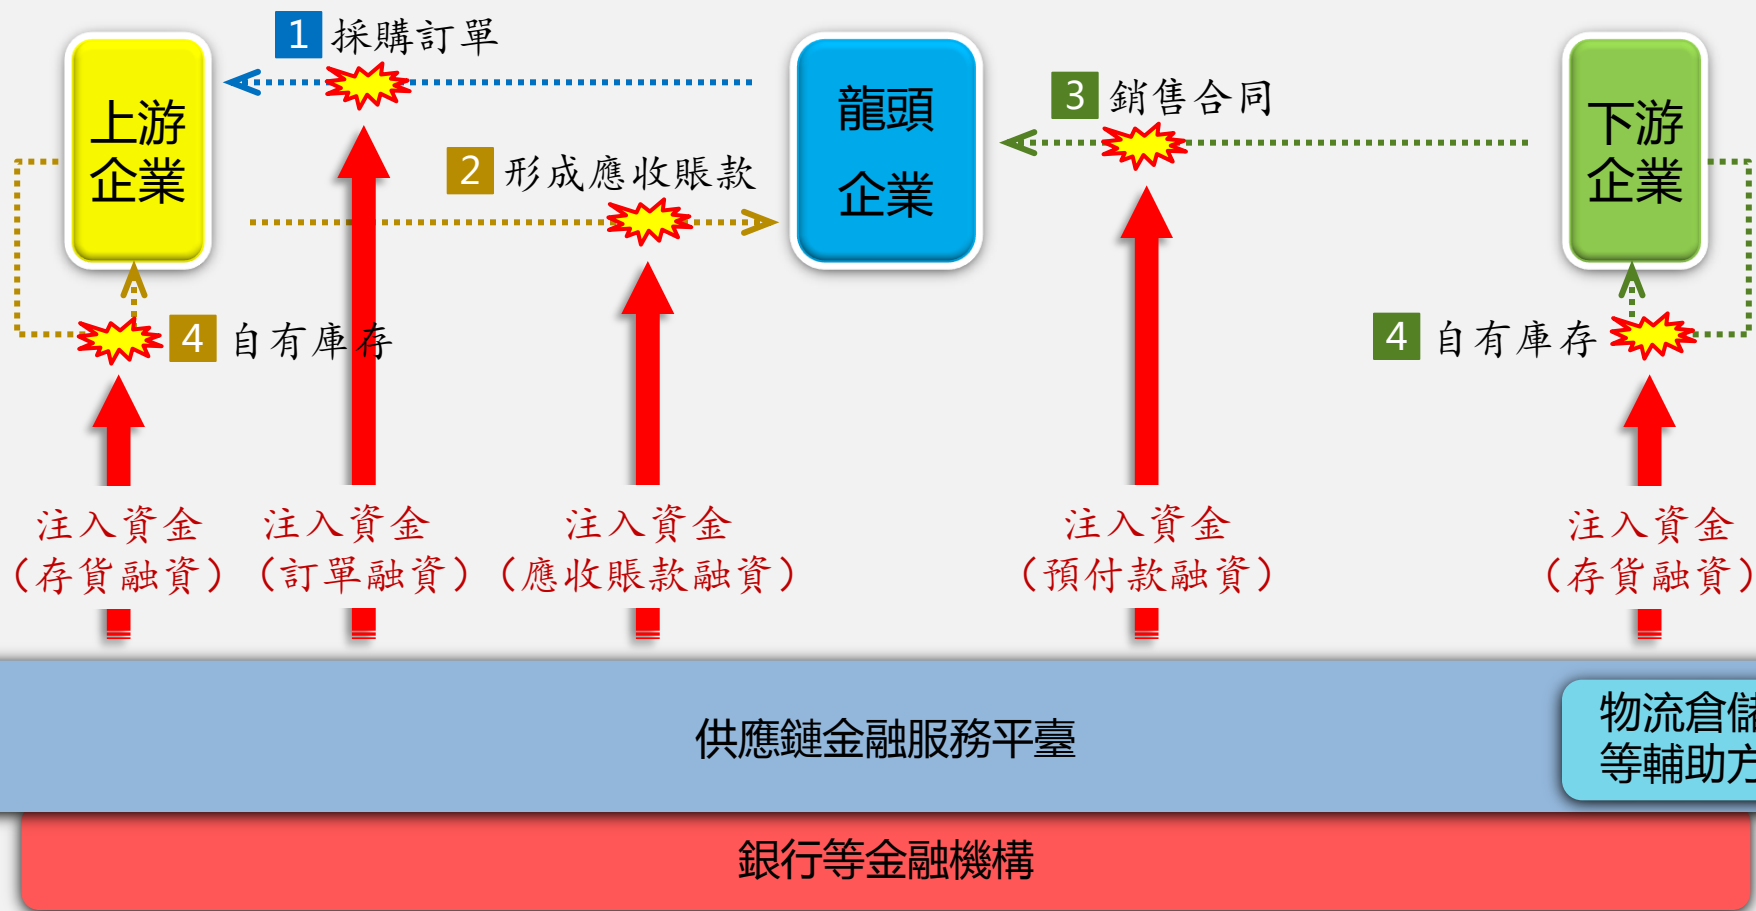 1 採購訂單
上游
企業
龍頭
企業
3 銷售合同
下游
企業
2 形成應收賬款
4 自有庫存
4 自有庫存
注入資金
（存貨融資）
注入資金
（訂單融資）
注入資金
（應收賬款融資）
注入資金
（預付款融資）
注入資金
（存貨融資）
供應鏈金融服務平臺
物流倉儲
等輔助方
銀行等金融機構